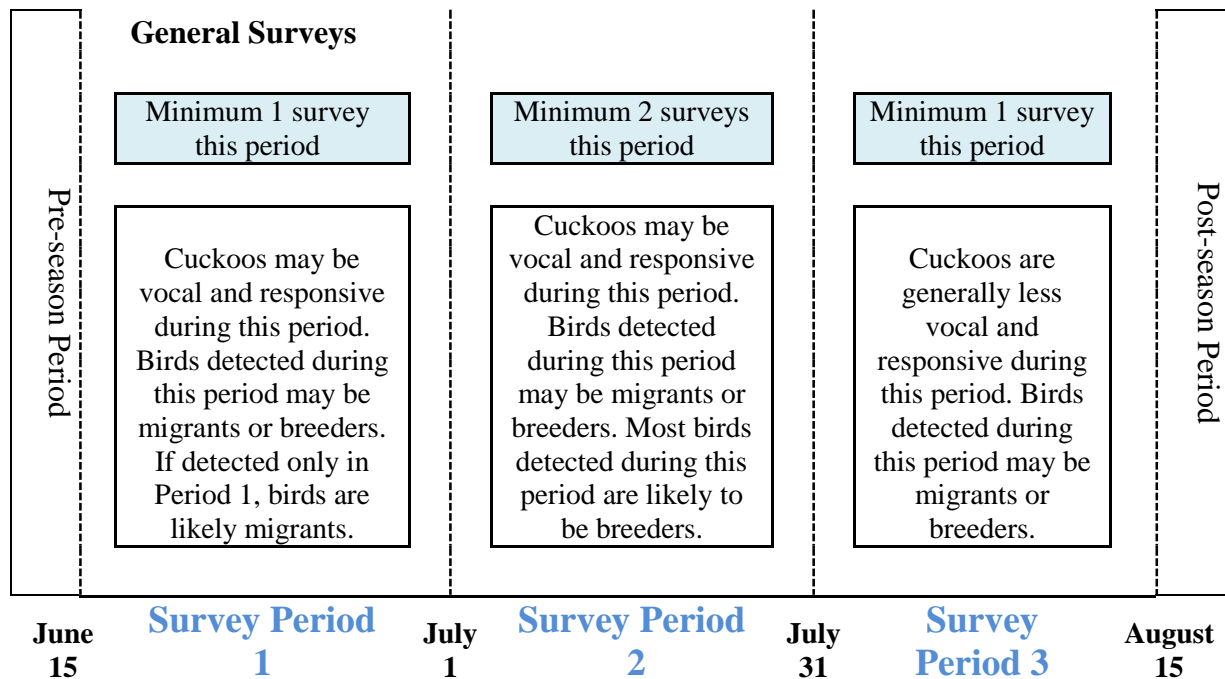 General Surveys
Pre-season Period
Minimum 1 survey
this period
Cuckoos may be
vocal and responsive
during this period.
Birds detected during
this period may be
migrants or breeders.
If detected only in
Period 1, birds are
likely migrants.
Minimum 2 surveys
this period
Cuckoos may be
vocal and responsive
during this period.
Birds detected
during this period
may be migrants or
breeders. Most birds
detected during this
period are likely to
be breeders.
Minimum 1 survey
this period
Cuckoos are
generally less
vocal and
responsive during
this period. Birds
detected during
this period may be
migrants or
breeders.
Post-season Period
June
15
Survey Period
1
July
1
Survey Period
2
July
31
Survey
Period 3
August
15